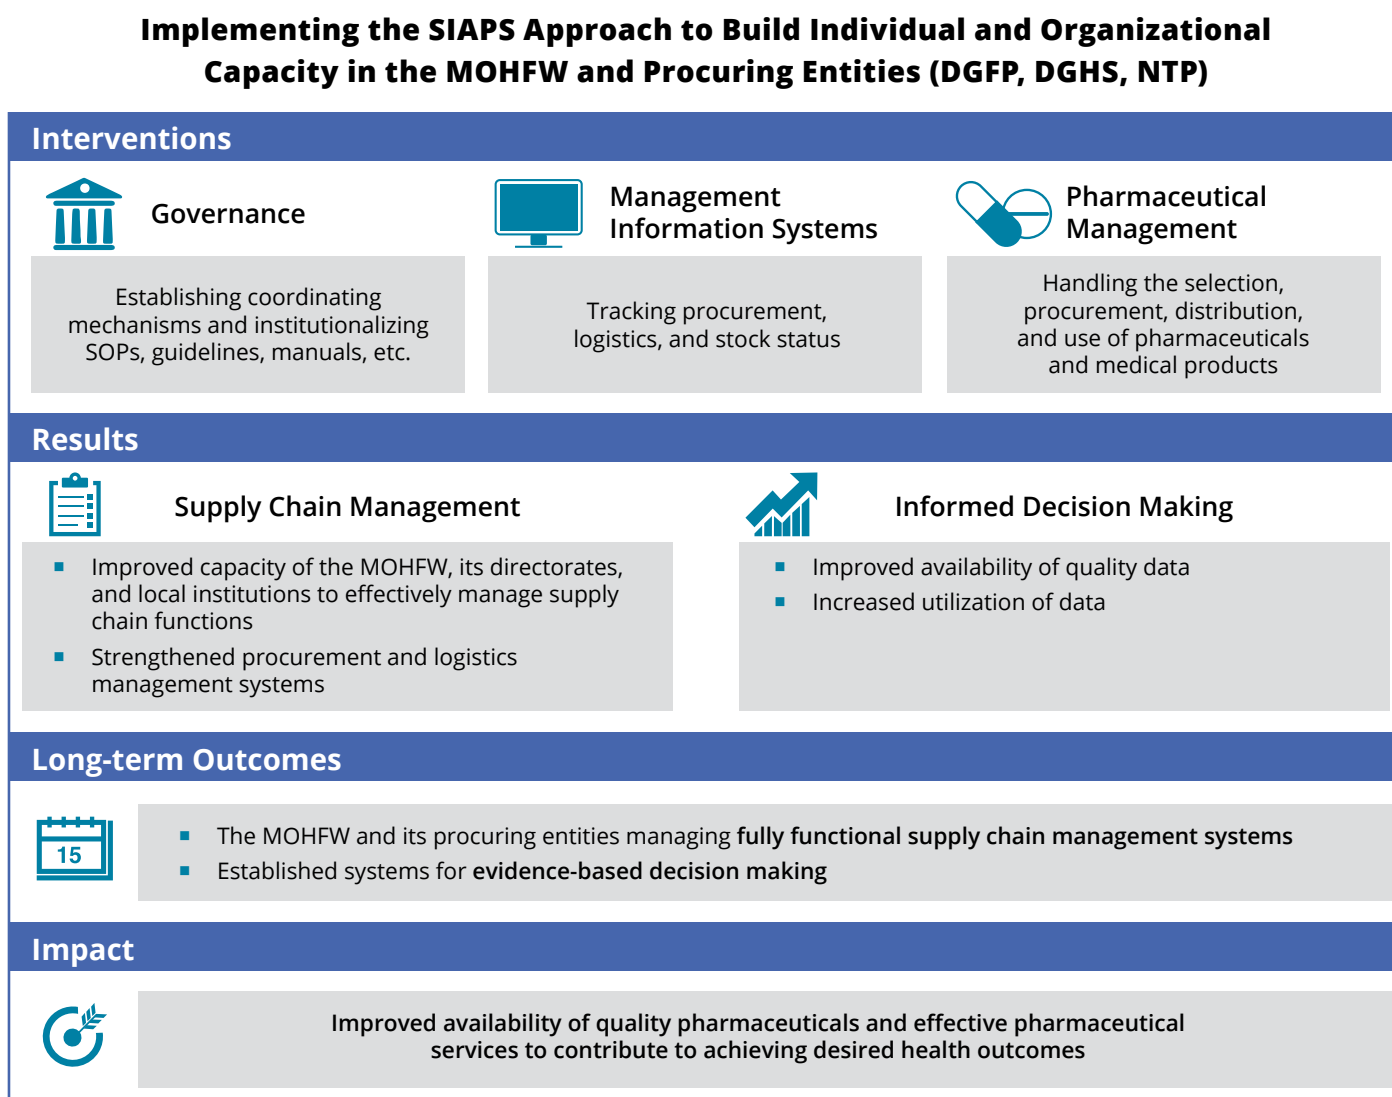 Implementing the SIAPS Approach to Build Individual and Organizational
Capacity in the MOHFW and Procuring Entities (DGFP, DGHS, NTP)
Interventions
Governance
Establishing coordinating
mechanisms and institutionalizing
SOPs, guidelines, manuals, etc.
Management
Information Systems
Tracking procurement,
logistics, and stock status
Pharmaceutical
Management
Handling the selection,
procurement, distribution,
and use of pharmaceuticals
and medical products
Results
Supply Chain Management
▪ Improved capacity of the MOHFW, its directorates,
and local institutions to effectively manage supply
chain functions
▪ Strengthened procurement and logistics
management systems
Informed Decision Making
▪ Improved availability of quality data
▪ Increased utilization of data
Long-term Outcomes
15
▪ The MOHFW and its procuring entities managing fully functional supply chain management systems
▪ Established systems for evidence-based decision making
Impact
Improved availability of quality pharmaceuticals and effective pharmaceutical
services to contribute to achieving desired health outcomes